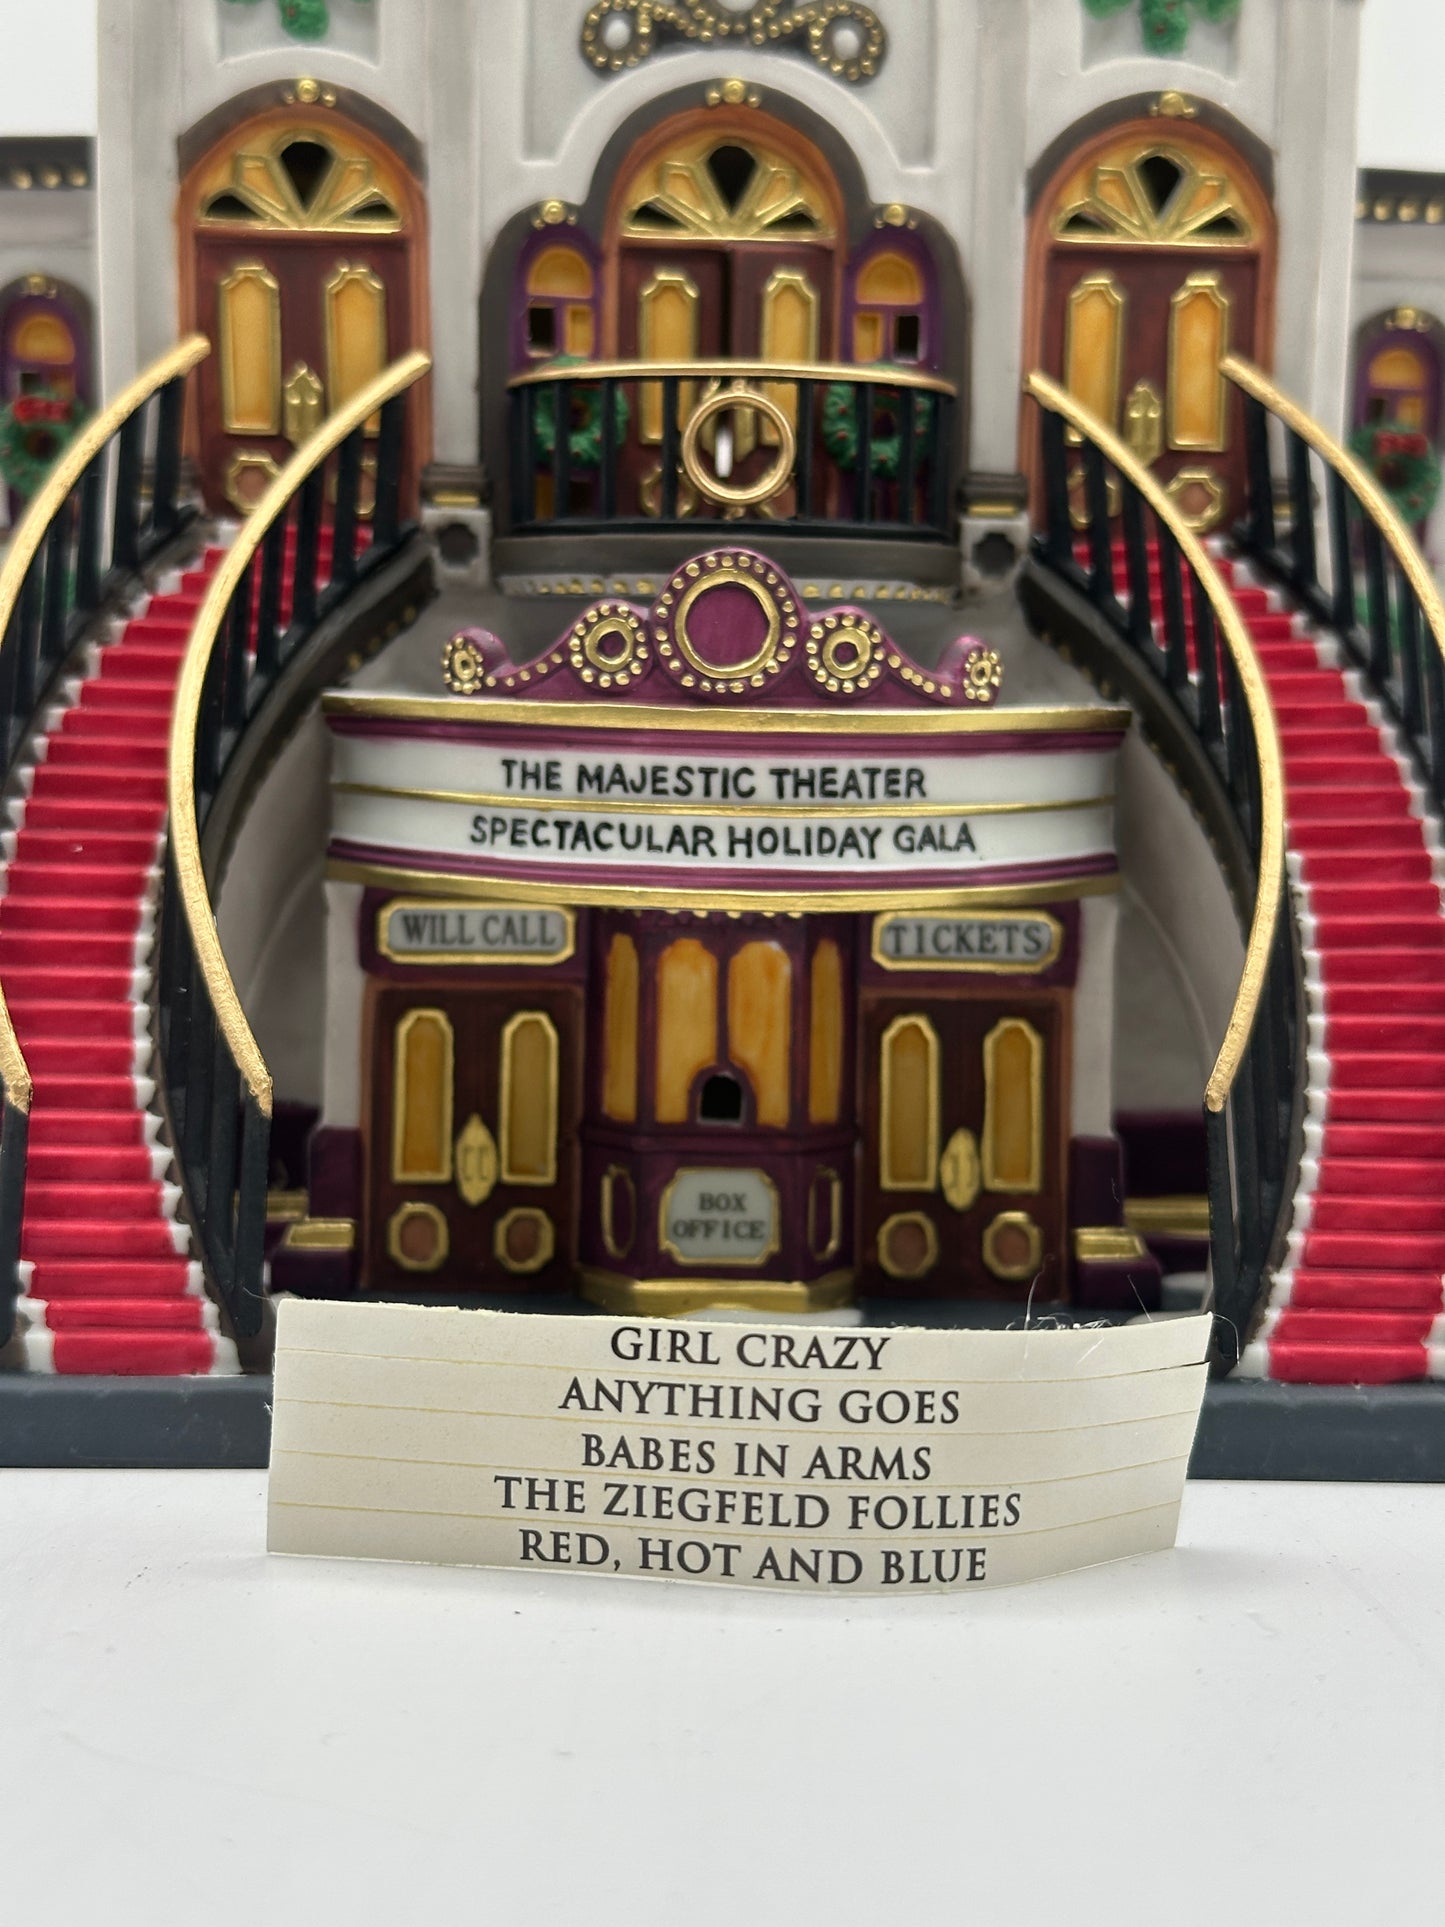 THE MAJESTIC THEATER
SPECTACULAR HOLIDAY GALA
WILL CALL
TICKETS
BOX
OFFICE
GIRL CRAZY
ANYTHING GOES
BABES IN ARMS
THE ZIEGFELD FOLLIES
RED, HOT AND BLUE